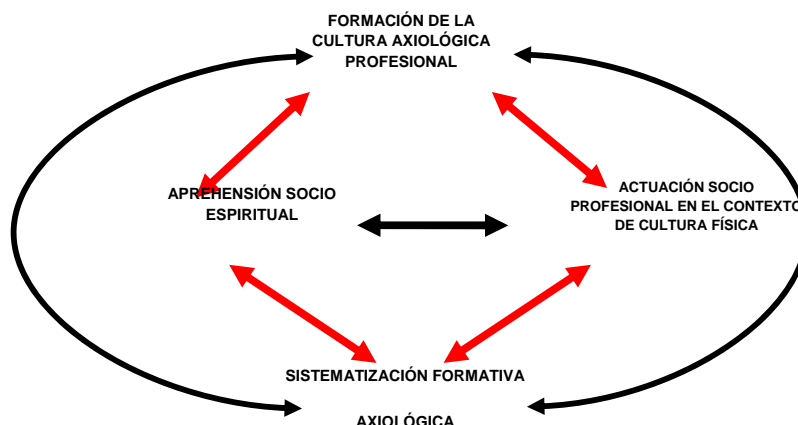 FORMACIÓN DE LA
CULTURA AXIOLÓGICA
PROFESIONAL
APREHENSIÓN SOCIO
ESPIRITUAL
ACTUACIÓN SOCIO
PROFESIONAL EN EL CONTEXTO
DE CULTURA FÍSICA
SISTEMATIZACIÓN FORMATIVA
AXIOLÓGICA